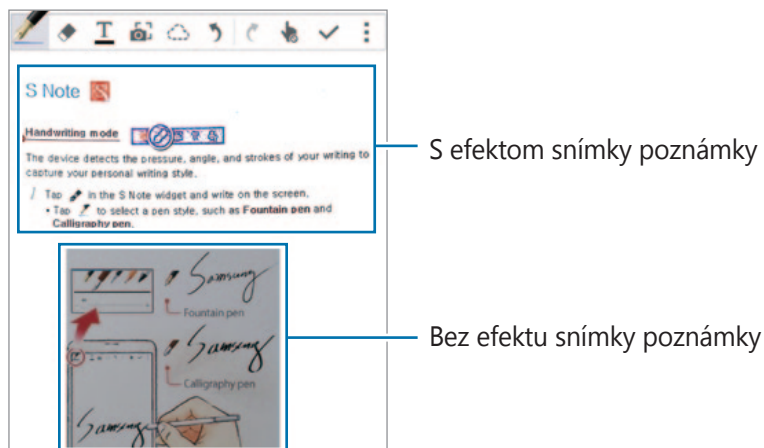 S Note
Handwriting mode
The device detects the pressure, angle, and strokes of your writing to
capture your personal writing style.
1 Tap in the S Note widget and write on the screen.
• Tap to select a pen style, such as Fountain pen and
Calligraphy pen.
S efektom snímky poznámky
Samsung
Fountain pen
Bez efektu snímky poznámky
Samsung
Calligraphy pen
Samsung